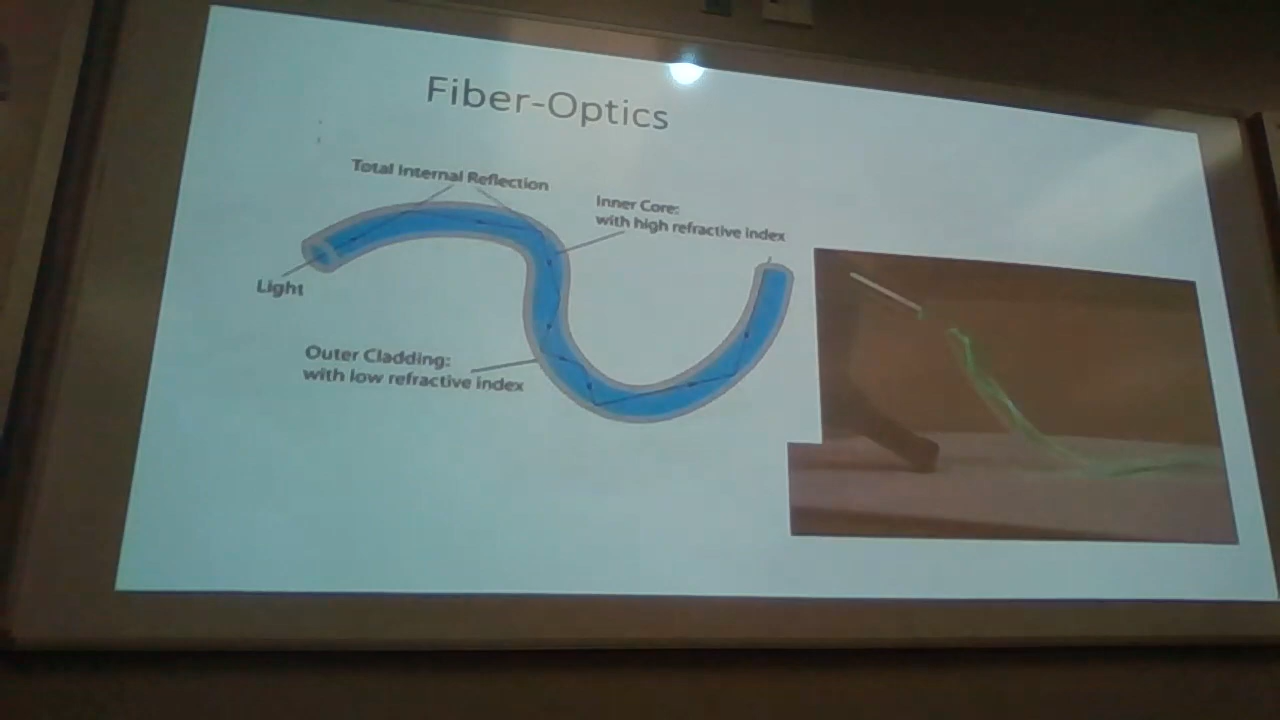 Fiber-Optics
Total Internal Reflection
Inner Core:
with high refractive index
Light
Outer Cladding:
with low refractive index